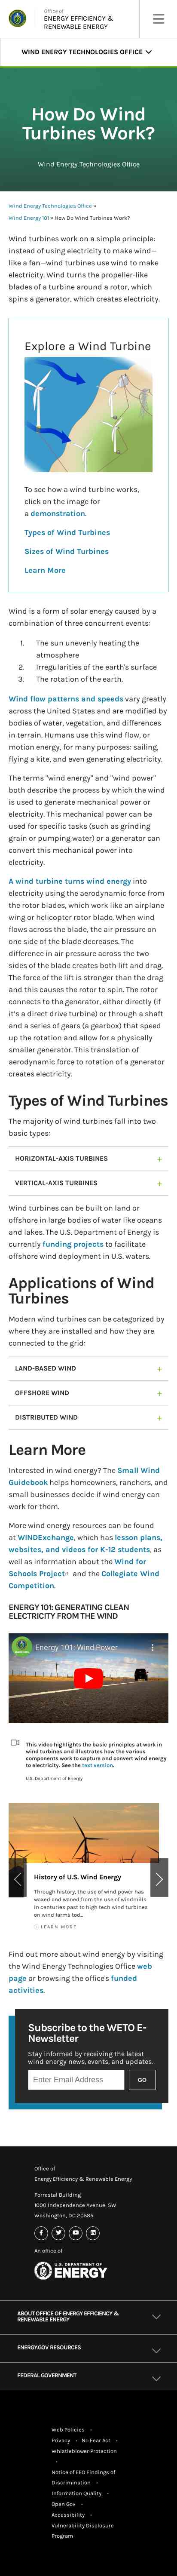 Office of
ENERGY EFFICIENCY &
RENEWABLE ENERGY
WIND ENERGY TECHNOLOGIES OFFICE
How Do Wind
Turbines Work?
Wind Energy Technologies Office
Wind Energy Technologies Office »
Wind Energy 101 » How Do Wind Turbines Work?
Wind turbines work on a simple principle:
instead of using electricity to make wind—
like a fan—wind turbines use wind to make
electricity. Wind turns the propeller-like
blades of a turbine around a rotor, which
spins a generator, which creates electricity.
Explore a Wind Turbine
To see how a wind turbine works,
click on the image for
a demonstration.
Types of Wind Turbines
Sizes of Wind Turbines
Learn More
Wind is a form of solar energy caused by a
combination of three concurrent events:
1. The sun unevenly heating the
atmosphere
2. Irregularities of the earth's surface
3. The rotation of the earth.
Wind flow patterns and speeds vary greatly
across the United States and are modified by
bodies of water, vegetation, and differences
in terrain. Humans use this wind flow, or
motion energy, for many purposes: sailing,
flying a kite, and even generating electricity.
The terms "wind energy" and "wind power"
both describe the process by which the wind
is used to generate mechanical power or
electricity. This mechanical power can be
used for specific tasks (such as grinding
grain or pumping water) or a generator can
convert this mechanical power into
electricity.
A wind turbine turns wind energy into
electricity using the aerodynamic force from
the rotor blades, which work like an airplane
wing or helicopter rotor blade. When wind
flows across the blade, the air pressure on
one side of the blade decreases. The
difference in air pressure across the two
sides of the blade creates both lift and drag.
The force of the lift is stronger than the drag
and this causes the rotor to spin. The rotor
connects to the generator, either directly (if
it's a direct drive turbine) or through a shaft
and a series of gears (a gearbox) that speed
up the rotation and allow for a physically
smaller generator. This translation of
aerodynamic force to rotation of a generator
creates electricity.
Types of Wind Turbines
The majority of wind turbines fall into two
basic types:
HORIZONTAL-AXIS TURBINES +
VERTICAL-AXIS TURBINES +
Wind turbines can be built on land or
offshore in large bodies of water like oceans
and lakes. The U.S. Department of Energy is
currently funding projects to facilitate
offshore wind deployment in U.S. waters.
Applications of Wind
Turbines
Modern wind turbines can be categorized by
where they are installed and how they are
connected to the grid:
LAND-BASED WIND +
OFFSHORE WIND +
DISTRIBUTED WIND +
Learn More
Interested in wind energy? The Small Wind
Guidebook helps homeowners, ranchers, and
small businesses decide if wind energy can
work for them.
More wind energy resources can be found
at WINDExchange, which has lesson plans,
websites, and videos for K-12 students, as
well as information about the Wind for
Schools Project and the Collegiate Wind
Competition.
ENERGY 101: GENERATING CLEAN
ELECTRICITY FROM THE WIND
Energy 101: Wind Power
This video highlights the basic principles at work in
wind turbines and illustrates how the various
components work to capture and convert wind energy
to electricity. See the text version.
U.S. Department of Energy
History of U.S. Wind Energy
Through history, the use of wind power has
waxed and waned,from the use of windmills
in centuries past to high tech wind turbines
on wind farms tod...
LEARN MORE
Find out more about wind energy by visiting
the Wind Energy Technologies Office web
page or browsing the office's funded
activities.
Subscribe to the WETO E-
Newsletter
Stay informed by receiving the latest
wind energy news, events, and updates.
Enter Email Address
GO
Office of
Energy Efficiency & Renewable Energy
Forrestal Building
1000 Independence Avenue, SW
Washington, DC 20585
An office of
U.S. DEPARTMENT OF
ENERGY
ABOUT OFFICE OF ENERGY EFFICIENCY &
RENEWABLE ENERGY
ENERGY.GOV RESOURCES
FEDERAL GOVERNMENT
Web Policies •
Privacy • No Fear Act •
Whistleblower Protection
•
Notice of EEO Findings of
Discrimination •
Information Quality •
Open Gov •
Accessibility •
Vulnerability Disclosure
Program